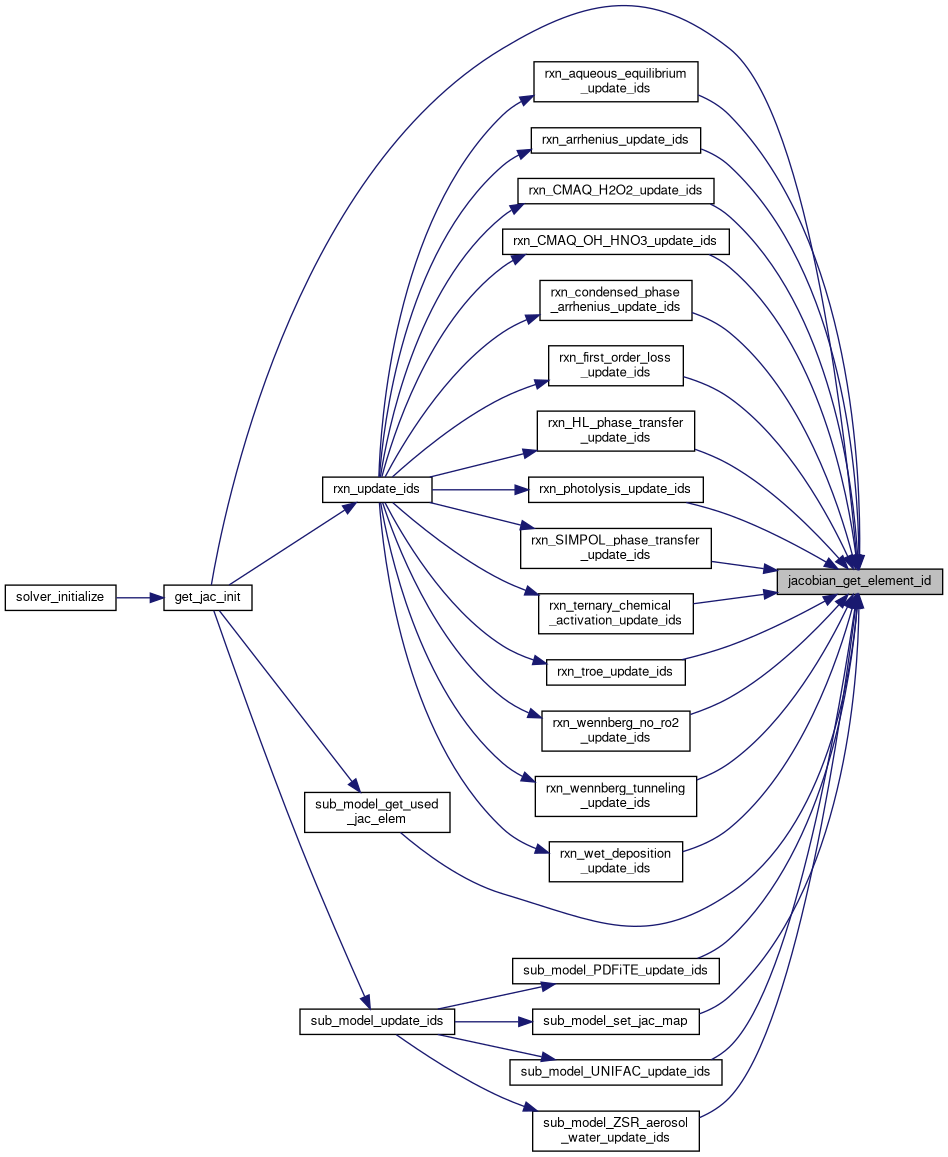 rxn_aqueous_equilibrium
_update_ids
rxn_arrhenius_update_ids
rxn_CMAQ_H2O2_update_ids
rxn_CMAQ_OH_HNO3_update_ids
rxn_condensed_phase
_arrhenius_update_ids
rxn_first_order_loss
_update_ids
rxn_HL_phase_transfer
_update_ids
rxn_update_ids
rxn_photolysis_update_ids
rxn_SIMPOL_phase_transfer
_update_ids
jacobian_get_element_id
solver_initialize
get_jac_init
rxn_ternary_chemical
_activation_update_ids
rxn_troe_update_ids
rxn_wennberg_no_ro2
_update_ids
rxn_wennberg_tunneling
_update_ids
sub_model_get_used
_jac_elem
rxn_wet_deposition
_update_ids
sub_model_PDFiTE_update_ids
sub_model_update_ids
sub_model_set_jac_map
sub_model_UNIFAC_update_ids
sub_model_ZSR_aerosol
_water_update_ids